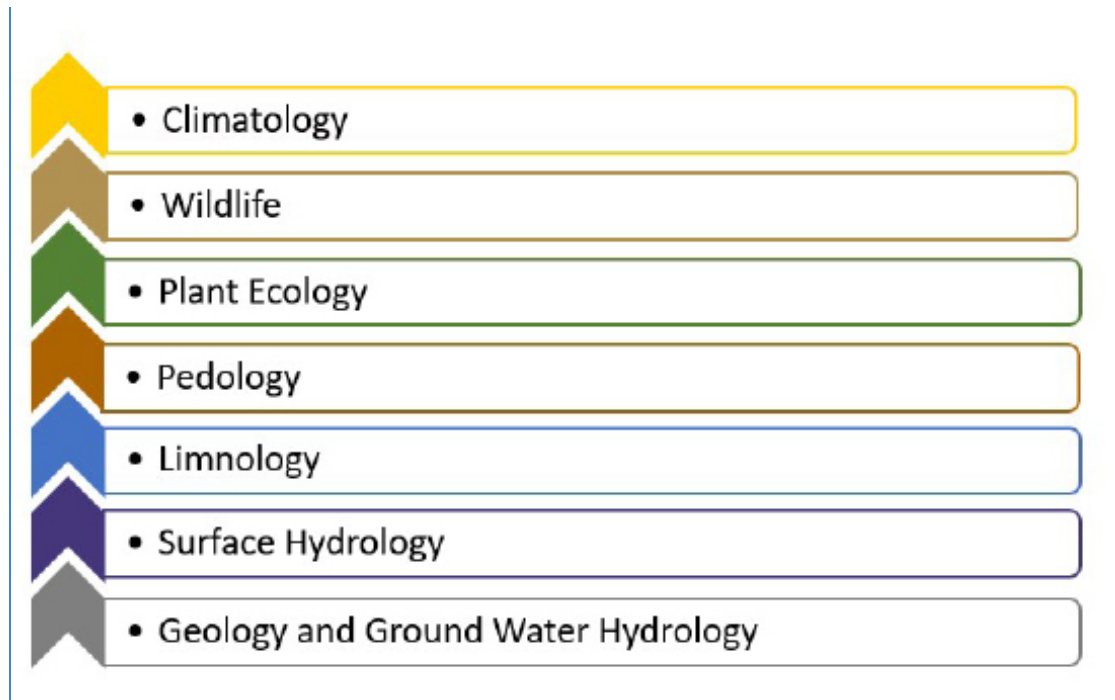 • Climatology
• Wildlife
• Plant Ecology
• Pedology
• Limnology
• Surface Hydrology
• Geology and Ground Water Hydrology